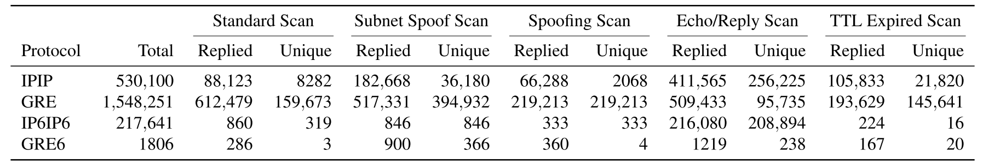 Standard Scan Subnet Spoof Scan Spoofing Scan Echo/Reply Scan TTL Expired Scan
Protocol Total Replied Unique Replied Unique Replied Unique Replied Unique Replied Unique
IPIP 530,100 88,123 8282 182,668 36,180 66,288 2068 411,565 256,225 105,833 21,820
GRE 1,548,251 612,479 159,673 517,331 394,932 219,213 219,213 509,433 95,735 193,629 145,641
IP6IP6 217,641 860 319 846 846 333 333 216,080 208,894 224 16
GRE6 1806 286 3 900 366 360 4 1219 238 167 20